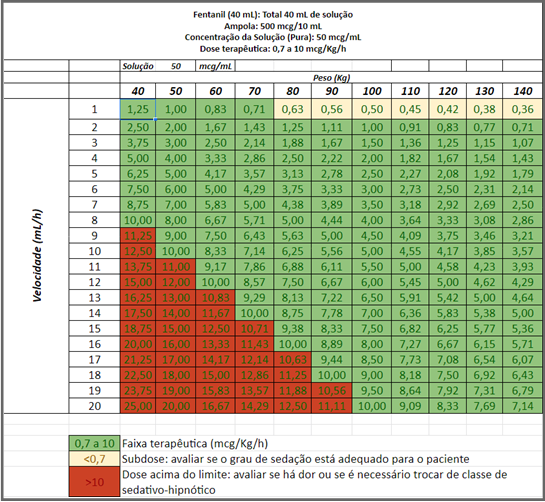 Fentanil (40 mL): Total 40 mL de solução
Ampola: 500 mcg/10 mL
Concentração da Solução (Pura): 50 mcg/mL
Dose terapêutica: 0,7 a 10 mcg/Kg/h
Solução 50 mcg/mL
Peso (Kg)
40 50 60 70 80 90 100 110 120 130 140
Velocidade (mL/h)
1 1,25 1,00 0,83 0,71 0,63 0,56 0,50 0,45 0,42 0,38 0,36
2 2,50 2,00 1,67 1,43 1,25 1,11 1,00 0,91 0,83 0,77 0,71
3 3,75 3,00 2,50 2,14 1,88 1,67 1,50 1,36 1,25 1,15 1,07
4 5,00 4,00 3,33 2,86 2,50 2,22 2,00 1,82 1,67 1,54 1,43
5 6,25 5,00 4,17 3,57 3,13 2,78 2,50 2,27 2,08 1,92 1,79
6 7,50 6,00 5,00 4,29 3,75 3,33 3,00 2,73 2,50 2,31 2,14
7 8,75 7,00 5,83 5,00 4,38 3,89 3,50 3,18 2,92 2,69 2,50
8 10,00 8,00 6,67 5,71 5,00 4,44 4,00 3,64 3,33 3,08 2,86
9 11,25 9,00 7,50 6,43 5,63 5,00 4,50 4,09 3,75 3,46 3,21
10 12,50 10,00 8,33 7,14 6,25 5,56 5,00 4,55 4,17 3,85 3,57
11 13,75 11,00 9,17 7,86 6,88 6,11 5,50 5,00 4,58 4,23 3,93
12 15,00 12,00 10,00 8,57 7,50 6,67 6,00 5,45 5,00 4,62 4,29
13 16,25 13,00 10,83 9,29 8,13 7,22 6,50 5,91 5,42 5,00 4,64
14 17,50 14,00 11,67 10,00 8,75 7,78 7,00 6,36 5,83 5,38 5,00
15 18,75 15,00 12,50 10,71 9,38 8,33 7,50 6,82 6,25 5,77 5,36
16 20,00 16,00 13,33 11,43 10,00 8,89 8,00 7,27 6,67 6,15 5,71
17 21,25 17,00 14,17 12,14 10,63 9,44 8,50 7,73 7,08 6,54 6,07
18 22,50 18,00 15,00 12,86 11,25 10,00 9,00 8,18 7,50 6,92 6,43
19 23,75 19,00 15,83 13,57 11,88 10,56 9,50 8,64 7,92 7,31 6,79
20 25,00 20,00 16,67 14,29 12,50 11,11 10,00 9,09 8,33 7,69 7,14
0,7 a 10 Faixa terapêutica (mcg/Kg/h)
<0,7 Subdose: avaliar se o grau de sedação está adequado para o paciente
>10 Dose acima do limite: avaliar se há dor ou se é necessário trocar de classe de
sedativo-hipnótico